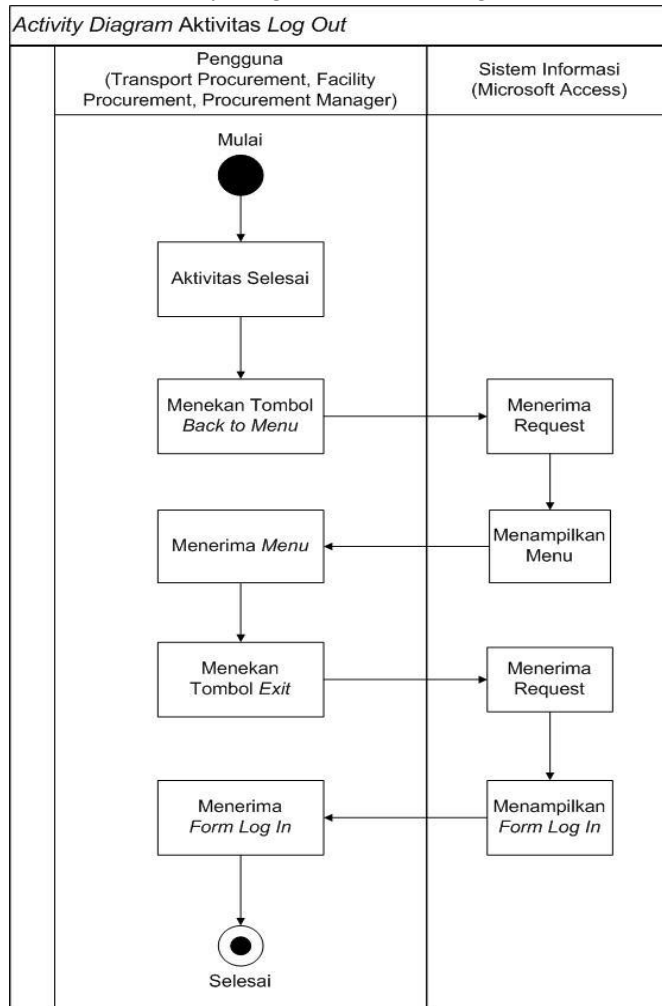 Activity Diagram Aktivitas Log Out
Pengguna
(Transport Procurement, Facility
Procurement, Procurement Manager)
Sistem Informasi
(Microsoft Access)
Mulai
Aktivitas Selesai
Menekan Tombol
Back to Menu
Menerima
Request
Menerima Menu
Menampilkan
Menu
Menekan
Tombol Exit
Menerima
Request
Menerima
Form Log In
Menampilkan
Form Log In
Selesai